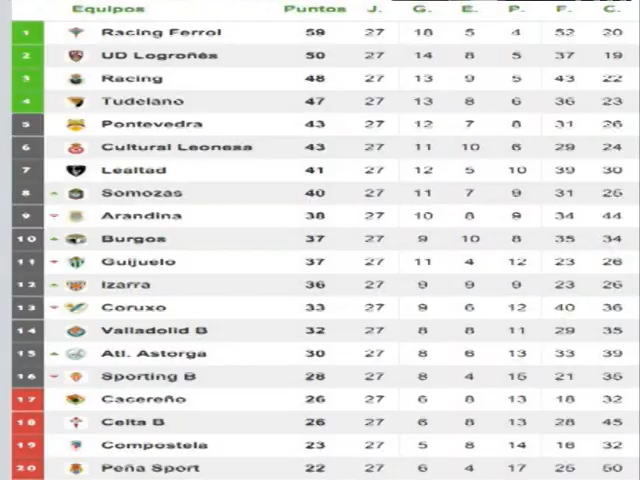 Equipos Puntos J. G. E. P. F. C.
1 Racing Ferrol 59 27 18 5 4 52 20
2 UD Logroñés 50 27 14 8 5 37 19
3 Racing 48 27 13 9 5 43 22
4 Tudelano 47 27 13 8 6 36 23
5 Pontevedra 43 27 12 7 8 31 26
6 Cultural Leonesa 43 27 11 10 6 29 24
7 Lealtad 41 27 12 5 10 39 30
8 Somozas 40 27 11 7 9 31 25
9 Arandina 38 27 10 8 9 34 44
10 Burgos 37 27 9 10 8 35 34
11 Guijuelo 37 27 11 4 12 23 28
12 Izarra 36 27 9 9 9 23 26
13 Coruxo 33 27 9 6 12 40 36
14 Valladolid B 32 27 8 8 11 29 35
15 Atl. Astorga 30 27 8 6 13 33 39
16 Sporting B 28 27 8 4 15 21 35
17 Cacereño 26 27 6 8 13 18 32
18 Celta B 26 27 6 8 13 28 45
19 Compostela 23 27 5 8 14 16 32
20 Peña Sport 22 27 6 4 17 25 50